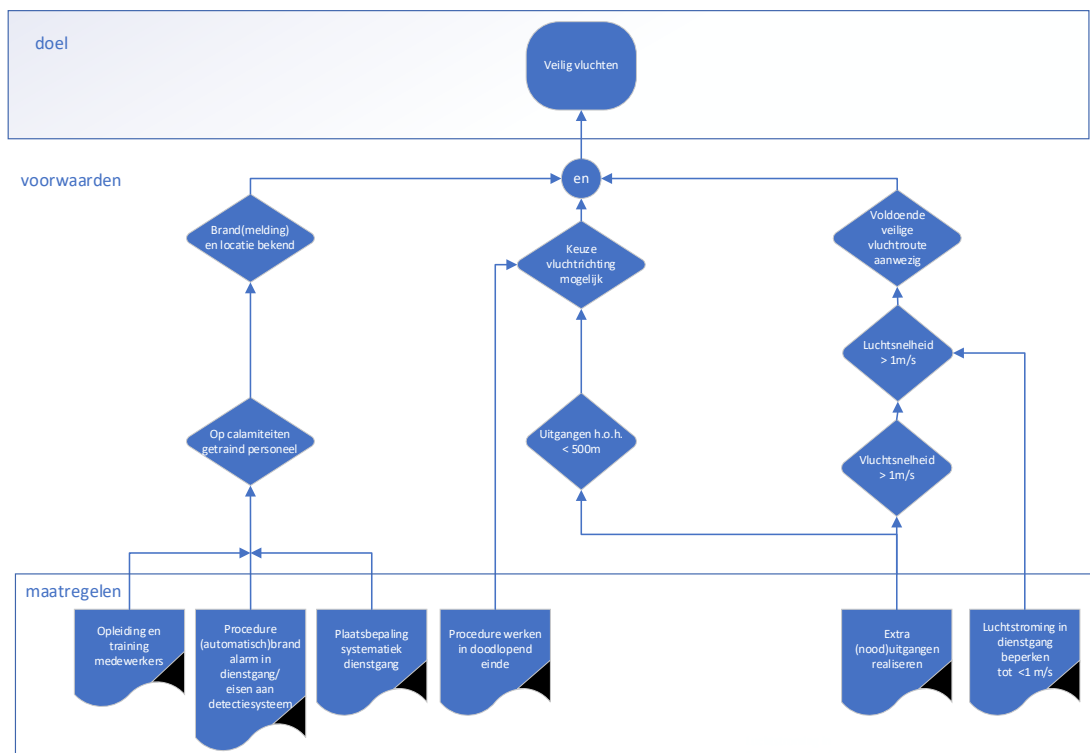 doel
Veilig vluchten
voorwaarden
en
Brand(melding)
en locatie bekend
Keuze
vluchtrichting
mogelijk
Voldoende
veilige
vluchtroute
aanwezig
Luchtsnelheid
> 1m/s
Op calamiteiten
getraind personeel
Uitgangen h.o.h.
< 500m
Vluchtsnelheid
> 1m/s
maatregelen
Opleiding en
training
medewerkers
Procedure
(automatisch)brand
alarm in
dienstgang/
eisen aan
detectiesysteem
Plaatsbepaling
systematiek
dienstgang
Procedure werken
in doodlopend
einde
Extra
(nood)uitgangen
realiseren
Luchtstroming in
dienstgang
beperken
tot <1 m/s